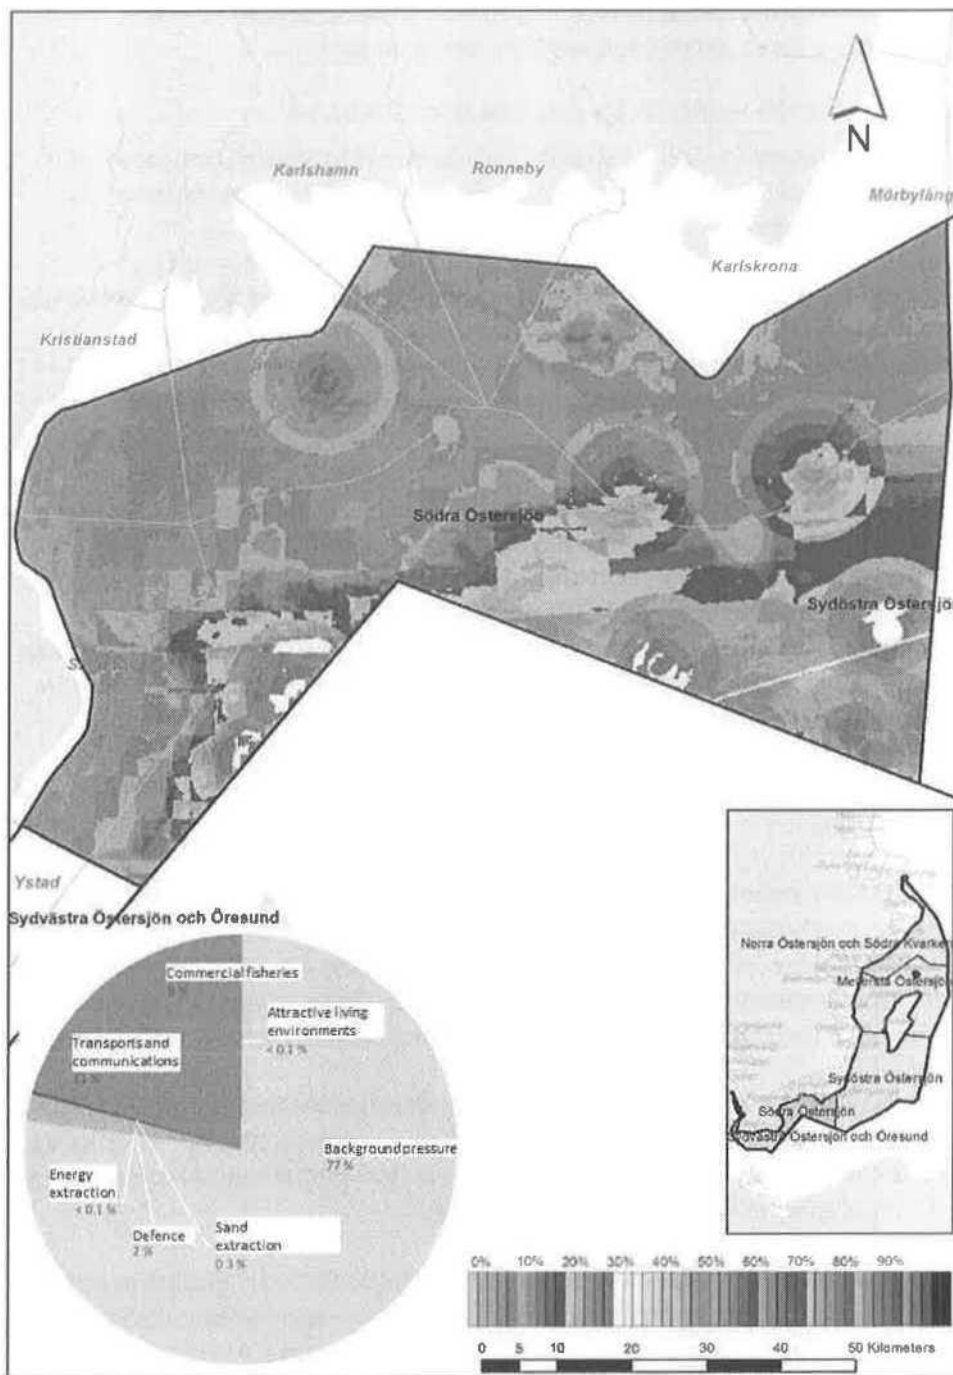 N
Karlshamn
Ronneby
Mörbylång
Karlskrona
Kristianstad
Södra Östersjön
Sydöstra Östersjön
Ystad
Sydvästra Östersjön och Öresund
Commercial fisheries
Attractive living
environments
< 0.1 %
Transports and
communications
Background pressure
77 %
Energy
extraction
< 0.1 %
Defence
2 %
Sand
extraction
0.3 %
Norra Östersjön och Södra Kvarken
Mellersta Östersjön
Sydöstra Östersjön
Södra Östersjön
Sydvästra Östersjön och Öresund
0% 10% 20% 30% 40% 50% 60% 70% 80% 90%
0 5 10 20 30 40 50 Kilometers